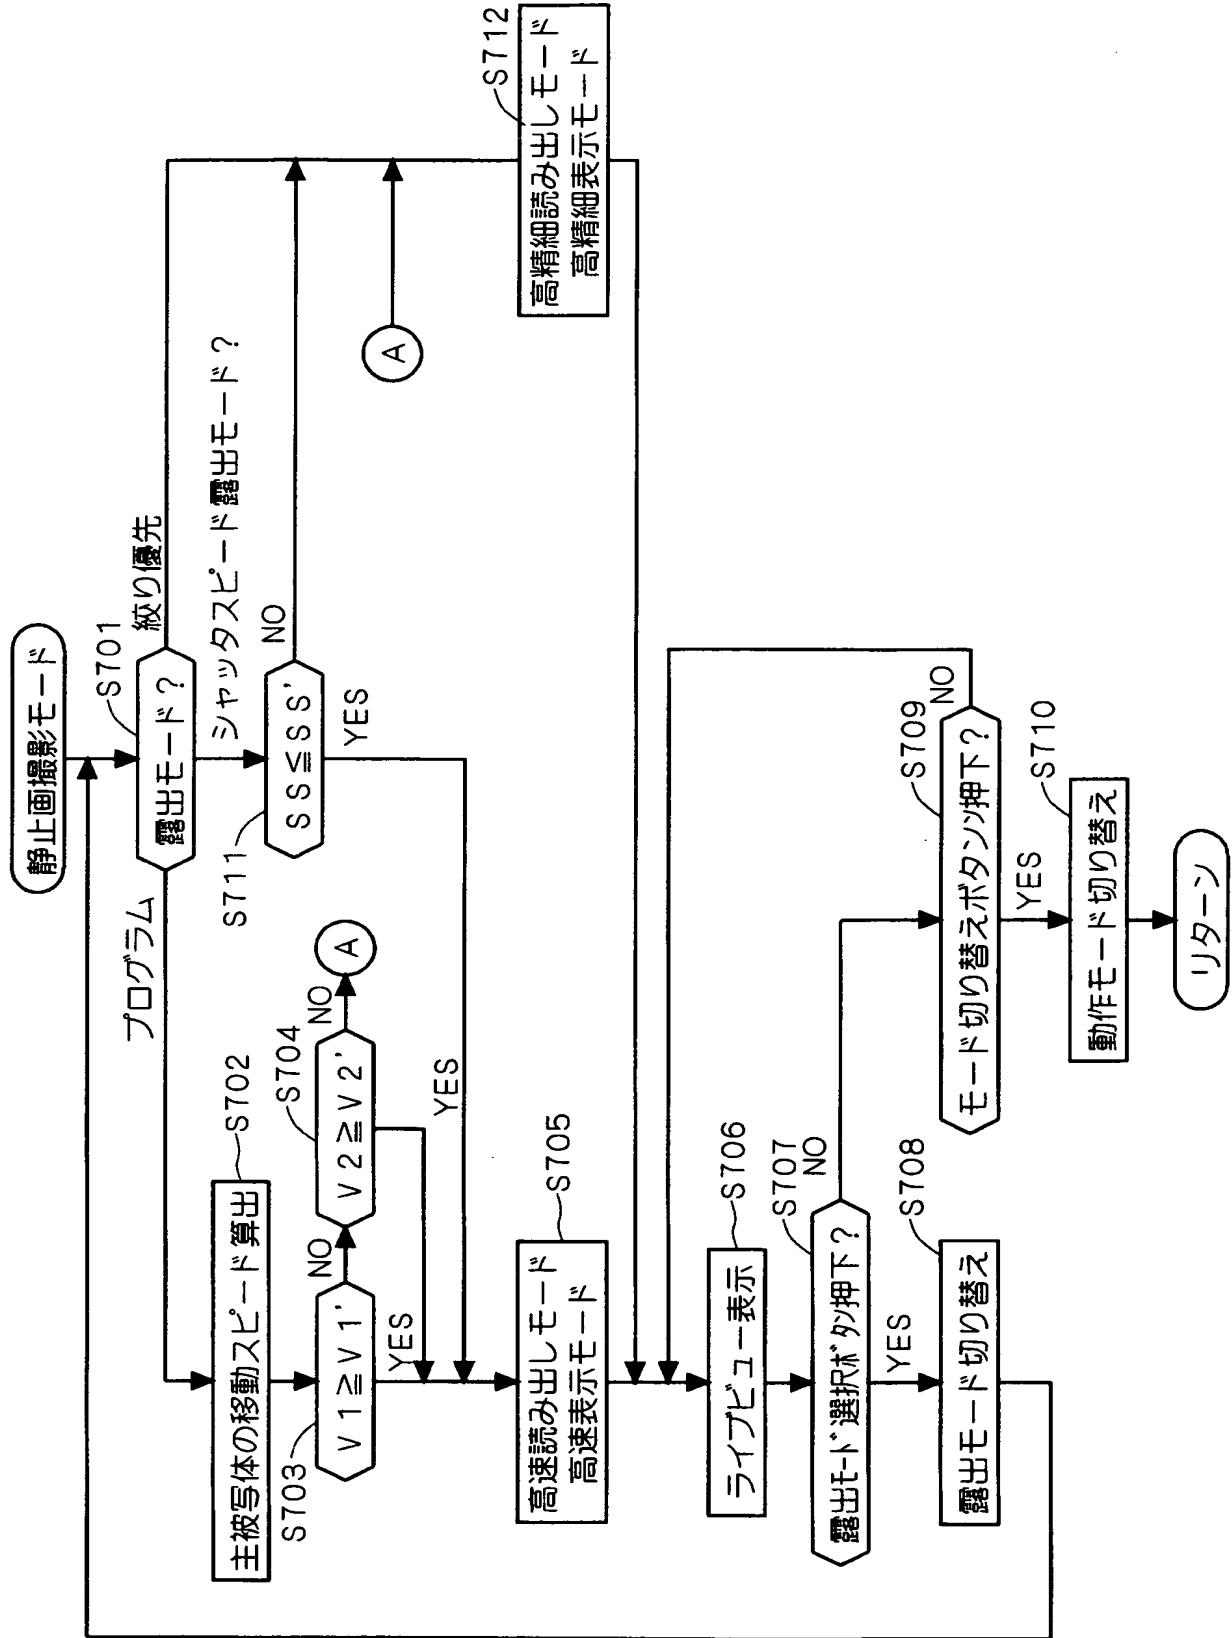 静止画撮影モード
S701
露出モード？
絞り優先
プログラム
シャッタスピード露出モード？
S702
主被写体の移動スピード算出
S711
SS≦SS'
NO
YES
S703
V1≧V1'
NO
YES
S704
V2≧V2'
NO
A
YES
A
S705
高速読み出しモード
高速表示モード
S712
高精細読み出しモード
高精細表示モード
S706
ライブビュー表示
S707
露出モード選択ボタン押下？
NO
YES
S708
露出モード切り替え
S709
モード切り替えボタンン押下？
NO
YES
S710
動作モード切り替え
リターン